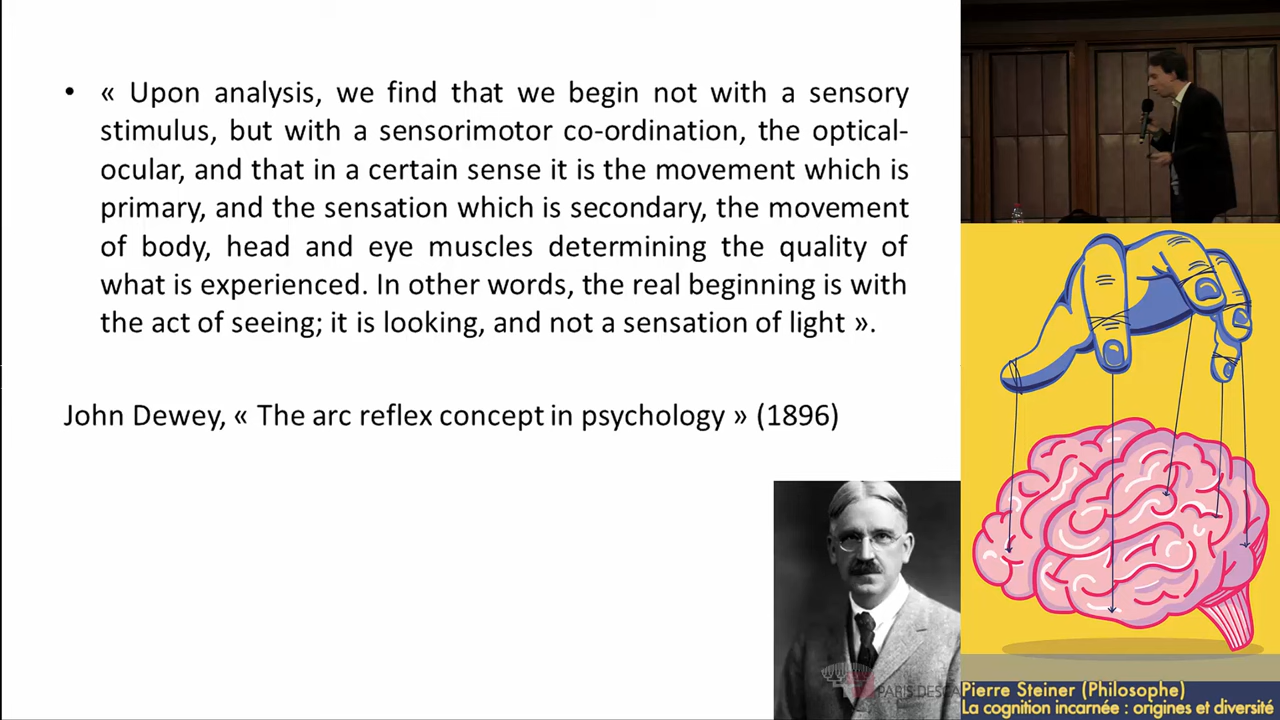 • « Upon analysis, we find that we begin not with a sensory
stimulus, but with a sensorimotor co-ordination, the optical-
ocular, and that in a certain sense it is the movement which is
primary, and the sensation which is secondary, the movement
of body, head and eye muscles determining the quality of
what is experienced. In other words, the real beginning is with
the act of seeing; it is looking, and not a sensation of light ».
John Dewey, « The arc reflex concept in psychology » (1896)
PARIS DESCA
Pierre Steiner (Philosophe)
La cognition incarnée : origines et diversité